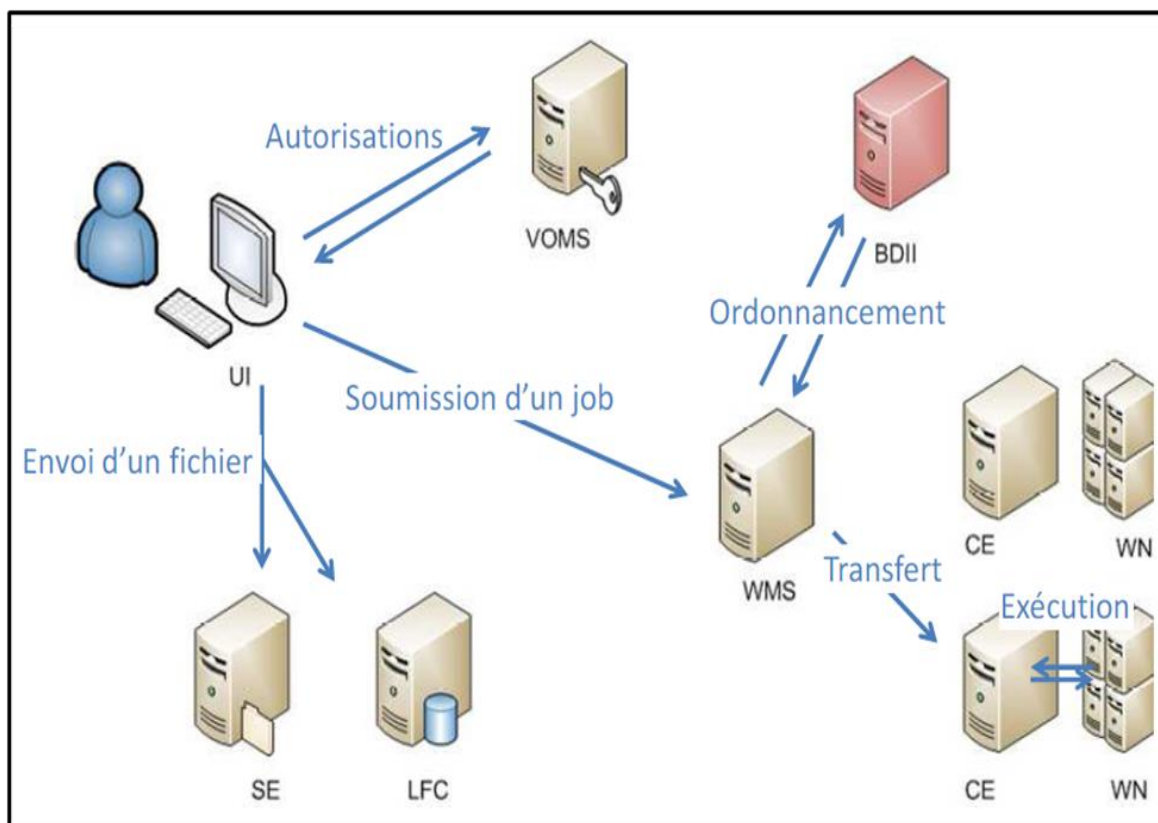 Autorisations
VOMS
BDII
UI
Ordonnancement
Soumission d'un job
Envoi d'un fichier
CE
WN
WMS
Transfert
Exécution
SE
LFC
CE
WN